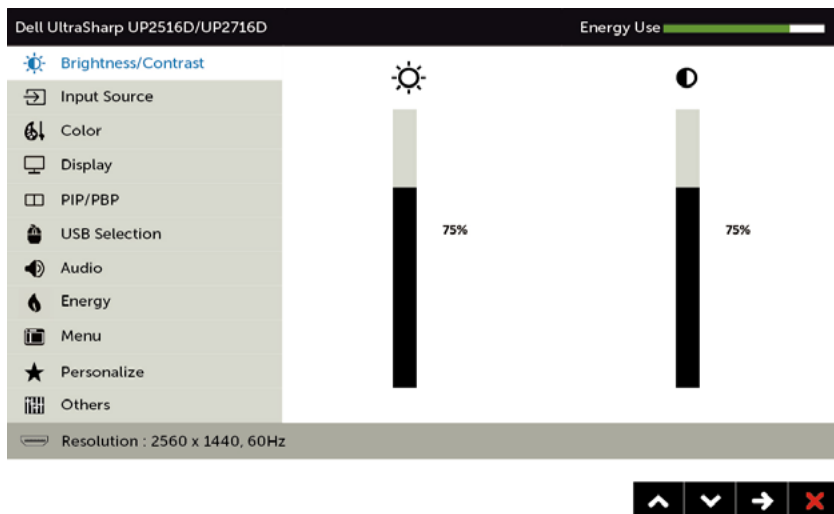 Dell UltraSharp UP2516D/UP2716D
Energy Use
Brightness/Contrast
Input Source
Color
Display
PIP/PBP
USB Selection
Audio
Energy
Menu
Personalize
Others
75%
75%
Resolution : 2560 x 1440, 60Hz